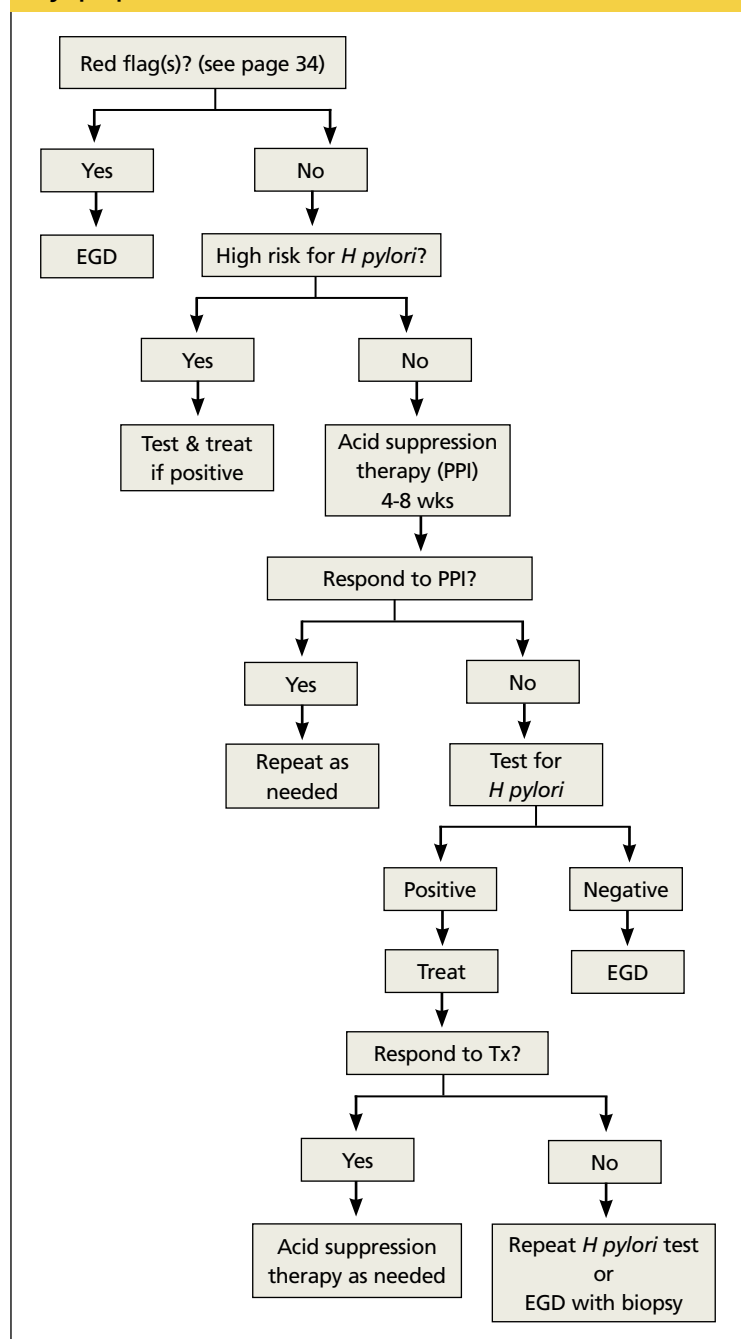 Red flag(s)? (see page 34)
Yes
No
EGD
High risk for H pylori?
Yes
No
Test & treat
if positive
Acid suppression
therapy (PPI)
4-8 wks
Respond to PPI?
Yes
No
Repeat as
needed
Test for
H pylori
Positive
Negative
Treat
EGD
Respond to Tx?
Yes
No
Acid suppression
therapy as needed
Repeat H pylori test
or
EGD with biopsy